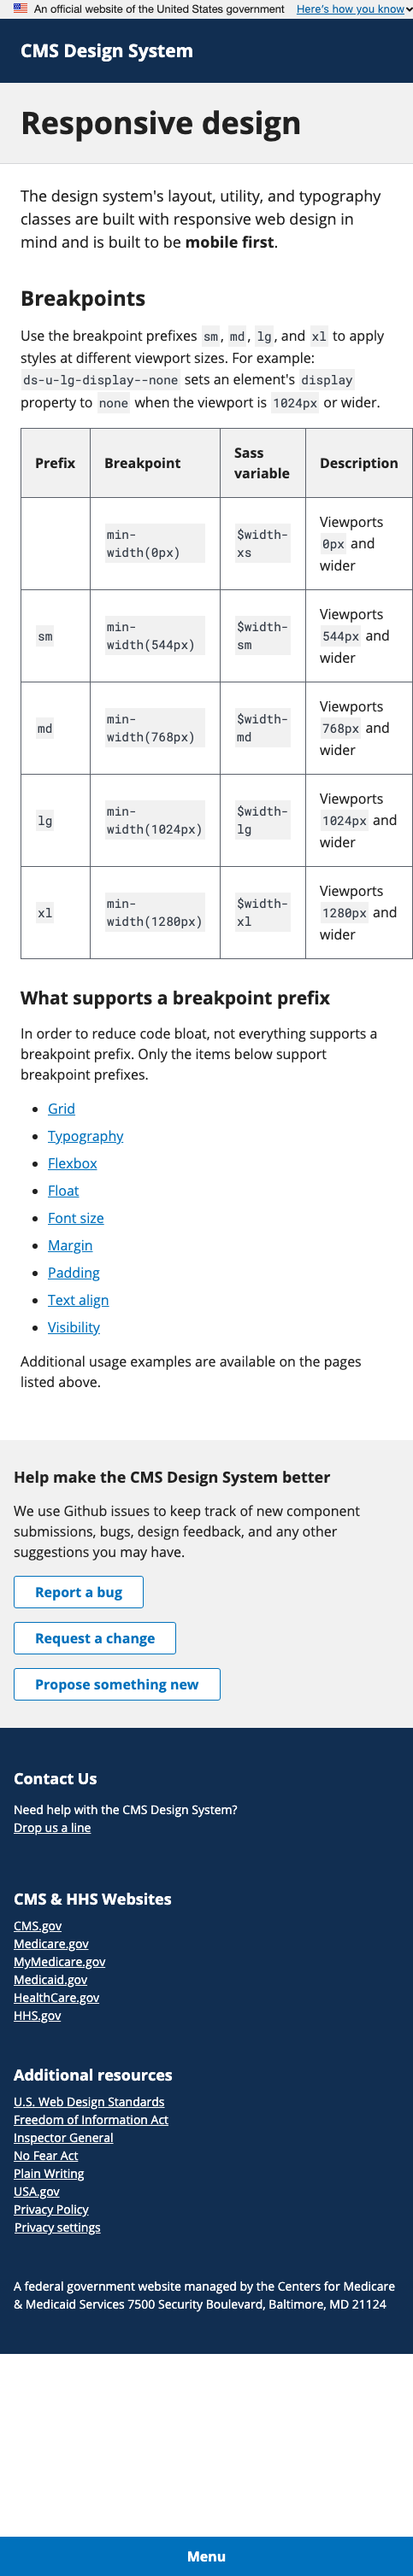 An official website of the United States government Here's how you know
CMS Design System
Responsive design
The design system's layout, utility, and typography
classes are built with responsive web design in
mind and is built to be mobile first.
Breakpoints
Use the breakpoint prefixes sm, md, lg, and xl to apply
styles at different viewport sizes. For example:
ds-u-lg-display--none sets an element's display
property to none when the viewport is 1024px or wider.
Prefix Breakpoint Sass variable Description
min-width(0px) $width-xs Viewports 0px and wider
sm min-width(544px) $width-sm Viewports 544px and wider
md min-width(768px) $width-md Viewports 768px and wider
lg min-width(1024px) $width-lg Viewports 1024px and wider
xl min-width(1280px) $width-xl Viewports 1280px and wider
What supports a breakpoint prefix
In order to reduce code bloat, not everything supports a
breakpoint prefix. Only the items below support
breakpoint prefixes.
Grid
Typography
Flexbox
Float
Font size
Margin
Padding
Text align
Visibility
Additional usage examples are available on the pages
listed above.
Help make the CMS Design System better
We use Github issues to keep track of new component
submissions, bugs, design feedback, and any other
suggestions you may have.
Report a bug
Request a change
Propose something new
Contact Us
Need help with the CMS Design System?
Drop us a line
CMS & HHS Websites
CMS.gov
Medicare.gov
MyMedicare.gov
Medicaid.gov
HealthCare.gov
HHS.gov
Additional resources
U.S. Web Design Standards
Freedom of Information Act
Inspector General
No Fear Act
Plain Writing
USA.gov
Privacy Policy
Privacy settings
A federal government website managed by the Centers for Medicare
& Medicaid Services 7500 Security Boulevard, Baltimore, MD 21124
Menu